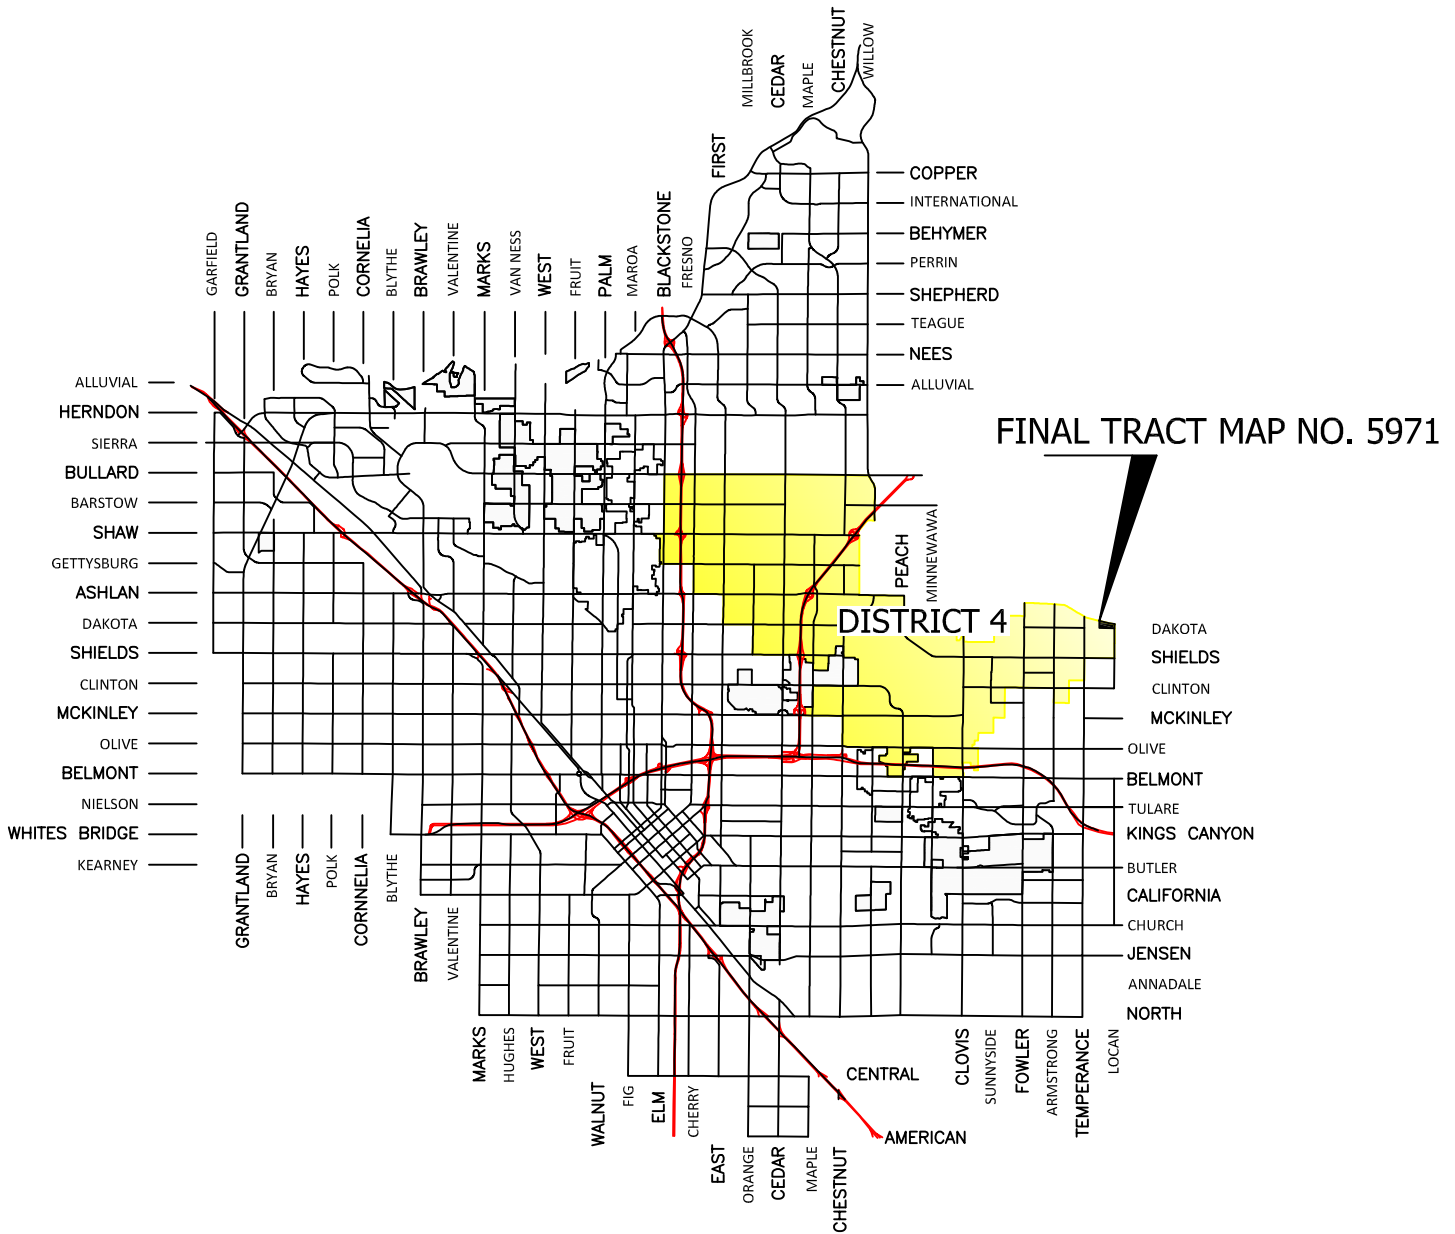 MILLBROOK
CEDAR
MAPLE
CHESTNUT
WILLOW
FIRST
COPPER
INTERNATIONAL
BEHYMER
PERRIN
SHEPHERD
TEAGUE
NEES
ALLUVIAL
GARFIELD
GRANTLAND
BRYAN
HAYES
POLK
CORNELIA
BLYTHE
BRAWLEY
VALENTINE
MARKS
VAN NESS
WEST
FRUIT
PALM
MAROA
BLACKSTONE
FRESNO
ALLUVIAL
HERNDON
SIERRA
BULLARD
BARSTOW
SHAW
GETTYSBURG
ASHLAN
DAKOTA
SHIELDS
CLINTON
MCKINLEY
OLIVE
BELMONT
NIELSON
WHITES BRIDGE
KEARNEY
FINAL TRACT MAP NO. 5971
PEACH
MINNEWAWA
DISTRICT 4
DAKOTA
SHIELDS
CLINTON
MCKINLEY
OLIVE
BELMONT
TULARE
KINGS CANYON
BUTLER
CALIFORNIA
CHURCH
JENSEN
ANNADALE
NORTH
GRANTLAND
BRYAN
HAYES
POLK
CORNNELIA
BLYTHE
BRAWLEY
VALENTINE
MARKS
HUGHES
WEST
FRUIT
WALNUT
FIG
ELM
CHERRY
EAST
ORANGE
CEDAR
MAPLE
CHESTNUT
CENTRAL
AMERICAN
CLOVIS
SUNNYSIDE
FOWLER
ARMSTRONG
TEMPERANCE
LOCAN